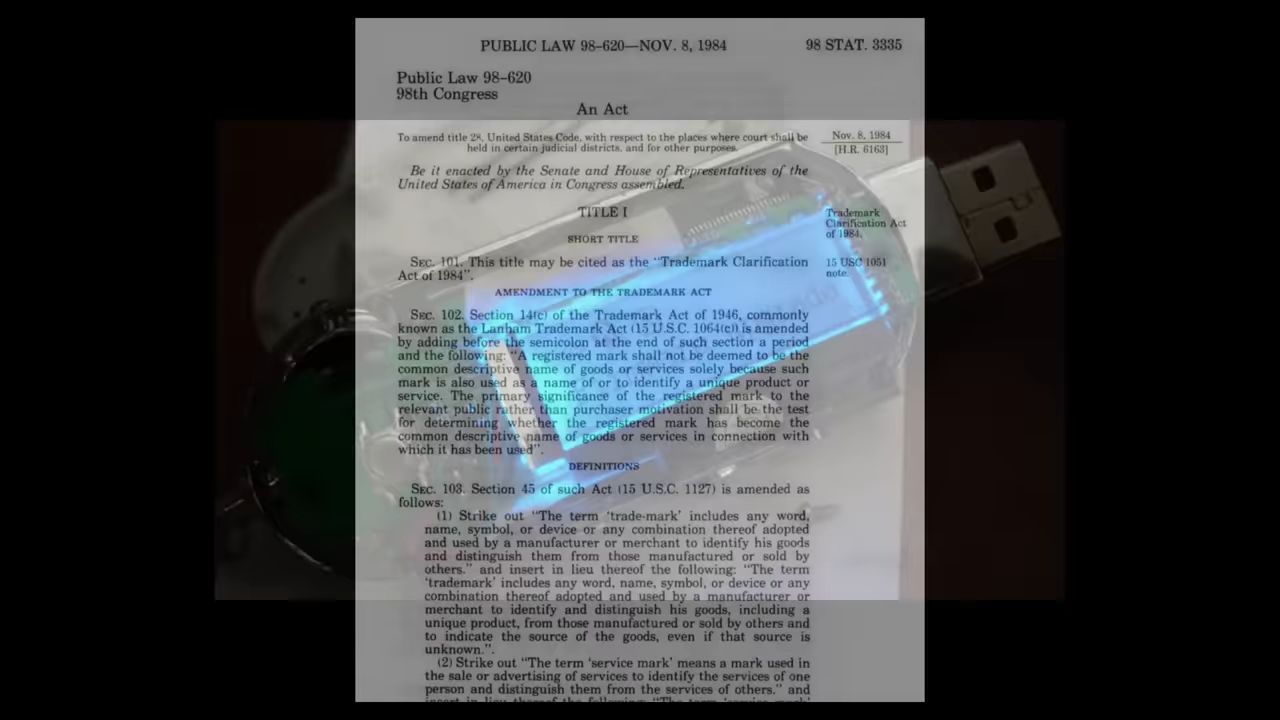 PUBLIC LAW 98–620—NOV. 8, 1984
98 STAT. 3335
Public Law 98–620
98th Congress
An Act
To amend title 28, United States Code, with respect to the places where court shall be
held in certain judicial districts, and for other purposes.
Nov. 8, 1984
[H.R. 6163]
Be it enacted by the Senate and House of Representatives of the
United States of America in Congress assembled,
TITLE I
SHORT TITLE
Trademark
Clarification Act
of 1984.
SEC. 101. This title may be cited as the "Trademark Clarification
Act of 1984".
15 USC 1051
note.
AMENDMENT TO THE TRADEMARK ACT
SEC. 102. Section 14(c) of the Trademark Act of 1946, commonly
known as the Lanham Trademark Act (15 U.S.C. 1064(c)) is amended
by adding before the semicolon at the end of such section a period
and the following: "A registered mark shall not be deemed to be the
common descriptive name of goods or services solely because such
mark is also used as a name of or to identify a unique product or
service. The primary significance of the registered mark to the
relevant public rather than purchaser motivation shall be the test
for determining whether the registered mark has become the
common descriptive name of goods or services in connection with
which it has been used".
DEFINITIONS
SEC. 103. Section 45 of such Act (15 U.S.C. 1127) is amended as
follows:
(1) Strike out "The term 'trade-mark' includes any word,
name, symbol, or device or any combination thereof adopted
and used by a manufacturer or merchant to identify his goods
and distinguish them from those manufactured or sold by
others." and insert in lieu thereof the following: "The term
'trademark' includes any word, name, symbol, or device or any
combination thereof adopted and used by a manufacturer or
merchant to identify and distinguish his goods, including a
unique product, from those manufactured or sold by others and
to indicate the source of the goods, even if that source is
unknown.".
(2) Strike out "The term 'service mark' means a mark used in
the sale or advertising of services to identify the services of one
person and distinguish them from the services of others." and
insert in lieu thereof the following: "The term 'service mark'